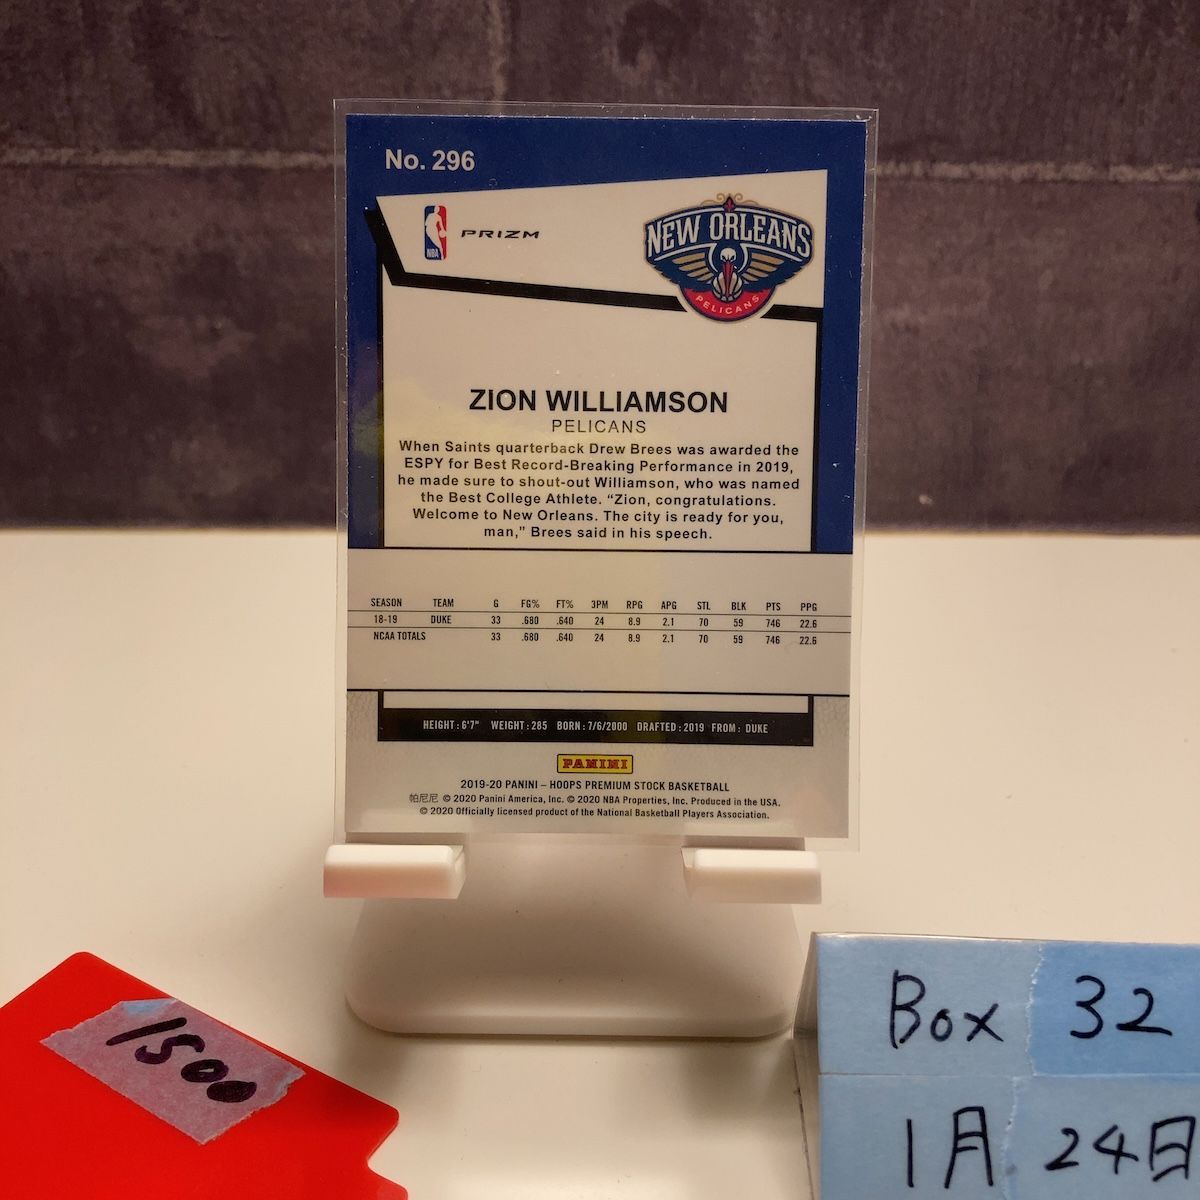 No. 296
NBA
PRIZM
NEW ORLEANS
PELICANS
ZION WILLIAMSON
PELICANS
When Saints quarterback Drew Brees was awarded the
ESPY for Best Record-Breaking Performance in 2019,
he made sure to shout-out Williamson, who was named
the Best College Athlete. “Zion, congratulations.
Welcome to New Orleans. The city is ready for you,
man,” Brees said in his speech.
SEASON TEAM G FG% FT% 3PM RPG APG STL BLK PTS PPG
18-19 DUKE 33 .680 .640 24 8.9 2.1 70 59 746 22.6
NCAA TOTALS 33 .680 .640 24 8.9 2.1 70 59 746 22.6
HEIGHT : 6'7" WEIGHT : 285 BORN : 7/6/2000 DRAFTED : 2019 FROM : DUKE
PANINI
2019-20 PANINI – HOOPS PREMIUM STOCK BASKETBALL
帕尼尼 © 2020 Panini America, Inc. © 2020 NBA Properties, Inc. Produced in the USA.
© 2020 Officially licensed product of the National Basketball Players Association.
1500
Box 32
1月 24日